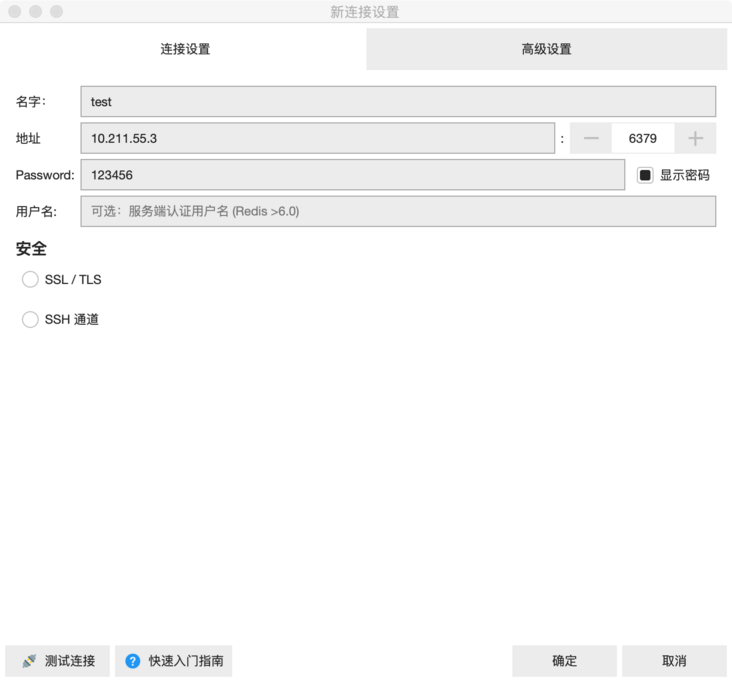 新连接设置
连接设置 高级设置
名字： test
地址 10.211.55.3 : 6379
Password: 123456 显示密码
用户名: 可选：服务端认证用户名 (Redis >6.0)
安全
SSL / TLS
SSH 通道
测试连接 ? 快速入门指南 确定 取消